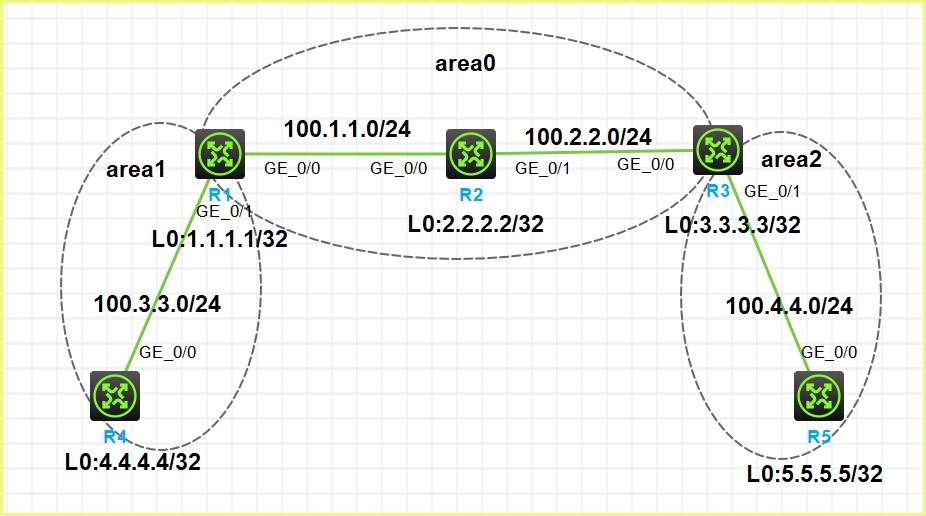 area0
100.1.1.0/24
100.2.2.0/24
area1
area2
GE_0/0
GE_0/0
GE_0/1
GE_0/0
R1
R2
R3
GE_0/1
GE_0/1
L0:1.1.1.1/32
L0:2.2.2.2/32
L0:3.3.3.3/32
100.3.3.0/24
100.4.4.0/24
GE_0/0
GE_0/0
R4
R5
L0:4.4.4.4/32
L0:5.5.5.5/32